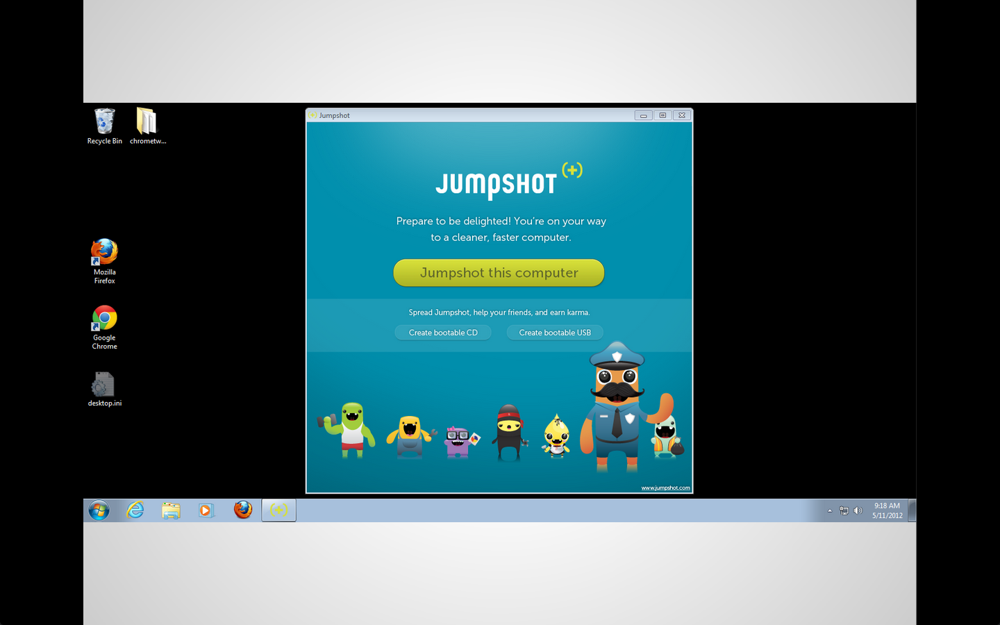 Recycle Bin
chrometw...
Mozilla
Firefox
Google
Chrome
desktop.ini
Jumpshot
JUMPSHOT (+)
Prepare to be delighted! You're on your way
to a cleaner, faster computer.
Jumpshot this computer
Spread Jumpshot, help your friends, and earn karma.
Create bootable CD
Create bootable USB
www.jumpshot.com
9:18 AM
5/11/2012